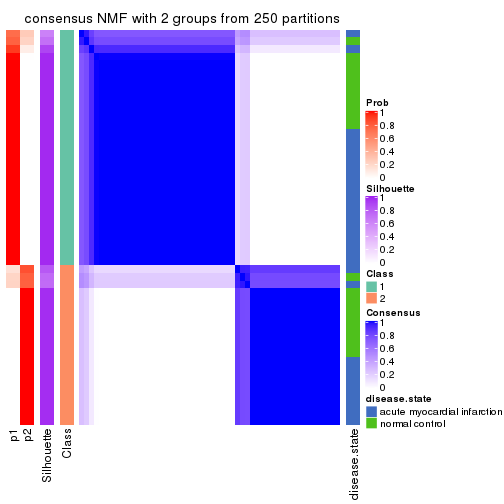 consensus NMF with 2 groups from 250 partitions
Prob
1
0.8
0.6
0.4
0.2
0
Silhouette
1
0.8
0.6
0.4
0.2
0
Class
1
2
Consensus
1
0.8
0.6
0.4
0.2
0
disease.state
acute myocardial infarction
normal control
p1
p2
Silhouette
Class
disease.state